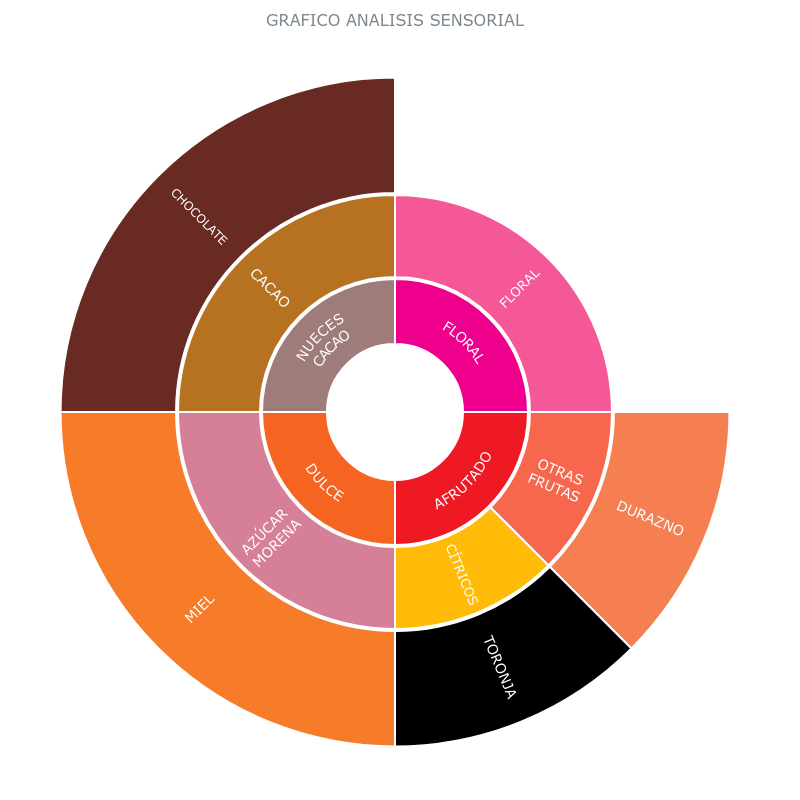 GRAFICO ANALISIS SENSORIAL
CHOCOLATE
CACAO
NUECES
CACAO
FLORAL
FLORAL
DULCE
AZÚCAR
MORENA
MIEL
AFRUTADO
OTRAS
FRUTAS
DURAZNO
CÍTRICOS
TORONJA